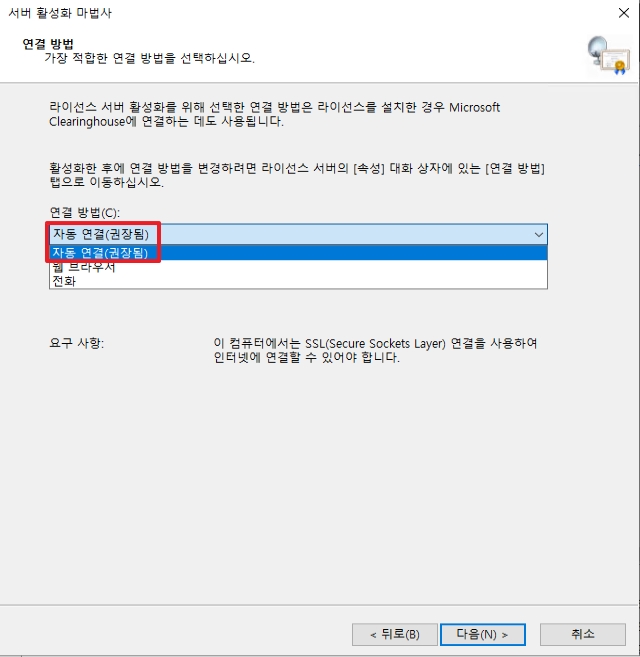 서버 활성화 마법사
연결 방법
가장 적합한 연결 방법을 선택하십시오.
라이선스 서버 활성화를 위해 선택한 연결 방법은 라이선스를 설치한 경우 Microsoft
Clearinghouse에 연결하는 데도 사용됩니다.
활성화한 후에 연결 방법을 변경하려면 라이선스 서버의 [속성] 대화 상자에 있는 [연결 방법]
탭으로 이동하십시오.
연결 방법(C):
자동 연결(권장됨)
자동 연결(권장됨)
웹 브라우저
전화
요구 사항: 이 컴퓨터에서는 SSL(Secure Sockets Layer) 연결을 사용하여
인터넷에 연결할 수 있어야 합니다.
< 뒤로(B) 다음(N) > 취소